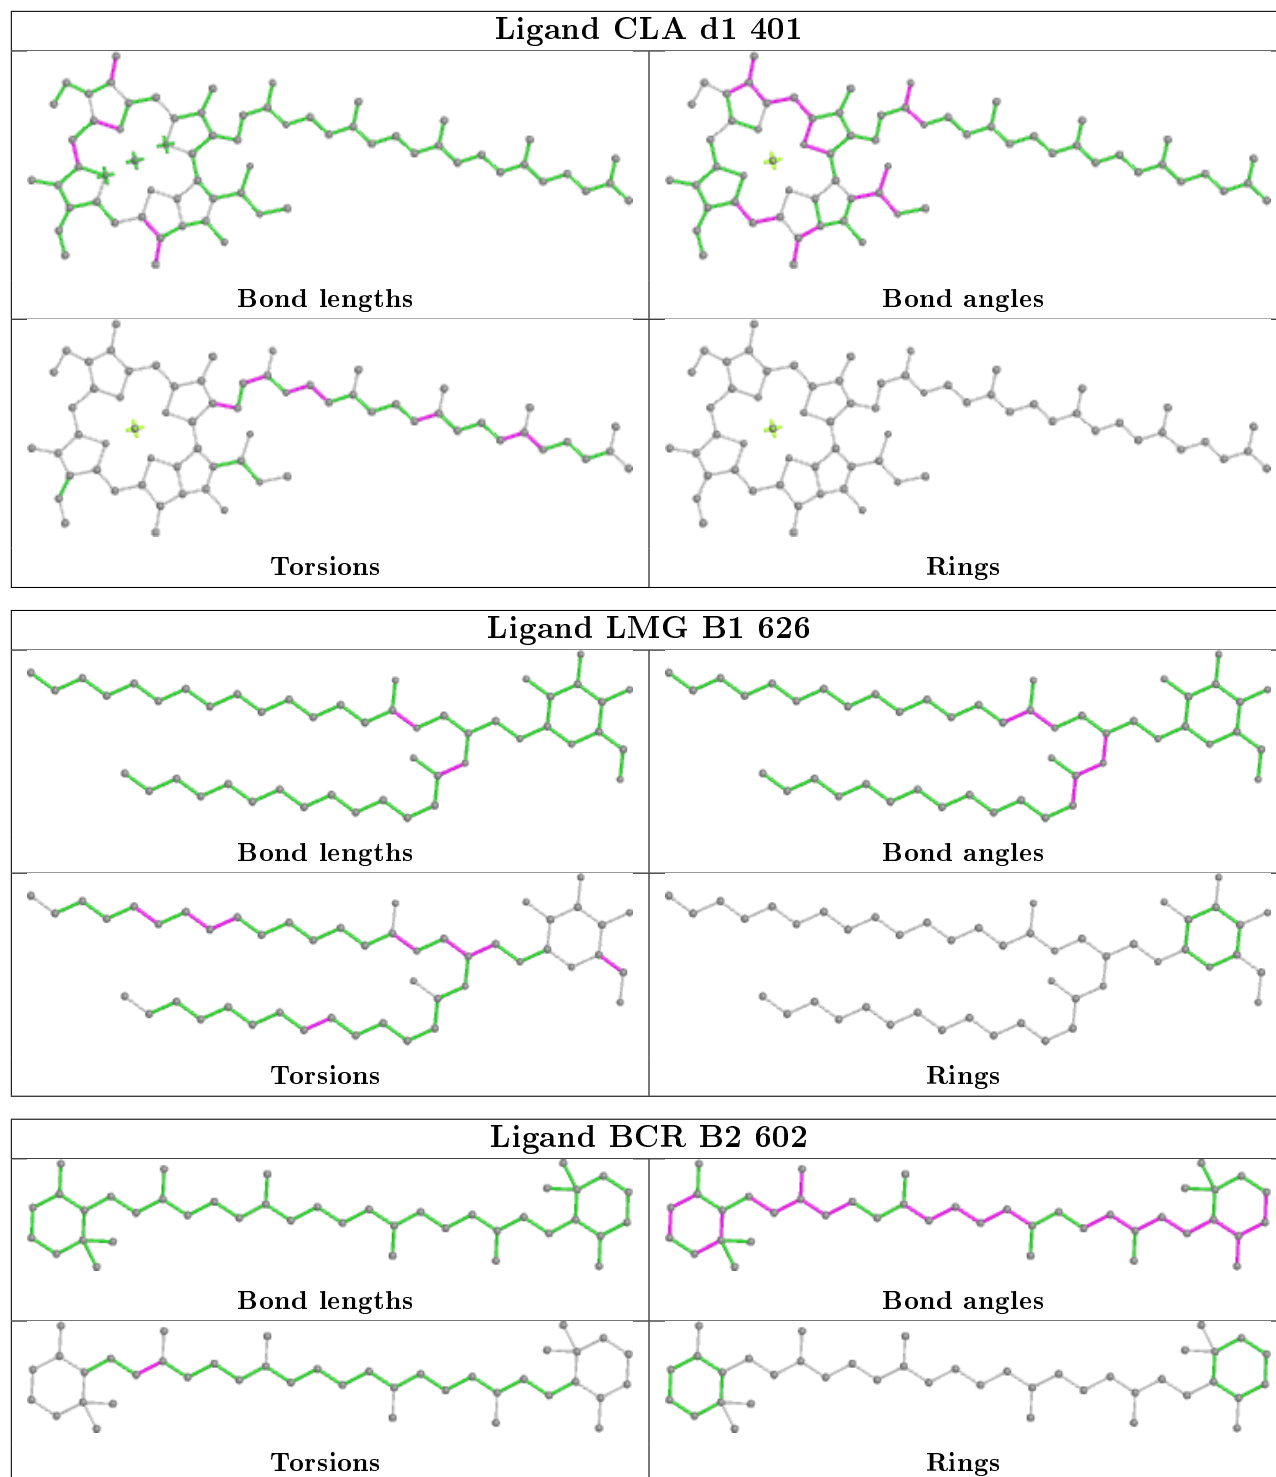 Ligand CLA d1 401
Bond lengths
Bond angles
Torsions
Rings
Ligand LMG B1 626
Bond lengths
Bond angles
Torsions
Rings
Ligand BCR B2 602
Bond lengths
Bond angles
Torsions
Rings